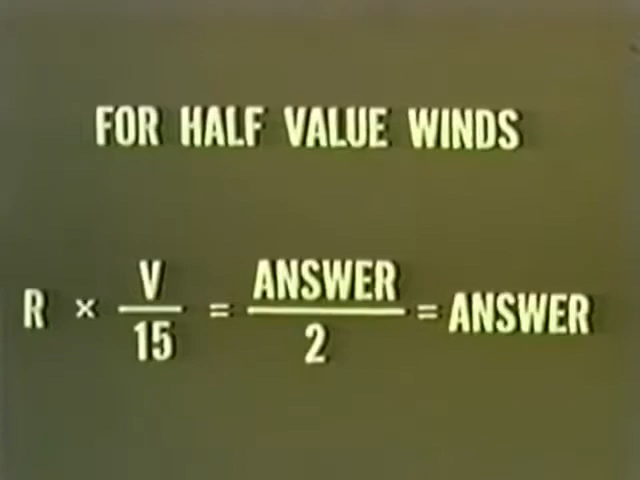 FOR HALF VALUE WINDS
R × V/15 = ANSWER/2 = ANSWER